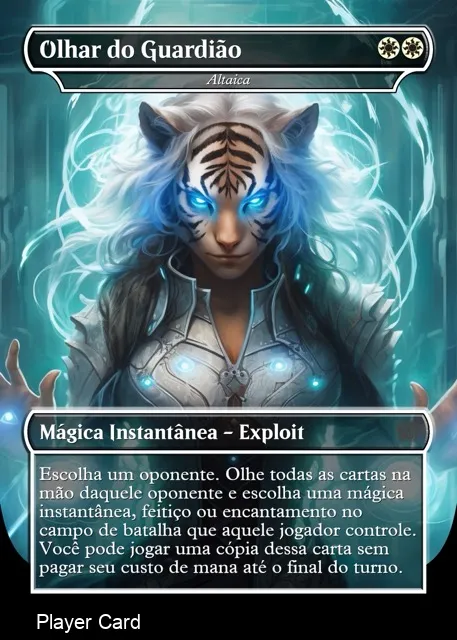 Olhar do Guardião
Altaica
Mágica Instantânea – Exploit
Escolha um oponente. Olhe todas as cartas na
mão daquele oponente e escolha uma mágica
instantânea, feitiço ou encantamento no
campo de batalha que aquele jogador controle.
Você pode jogar uma cópia dessa carta sem
pagar seu custo de mana até o final do turno.
Player Card